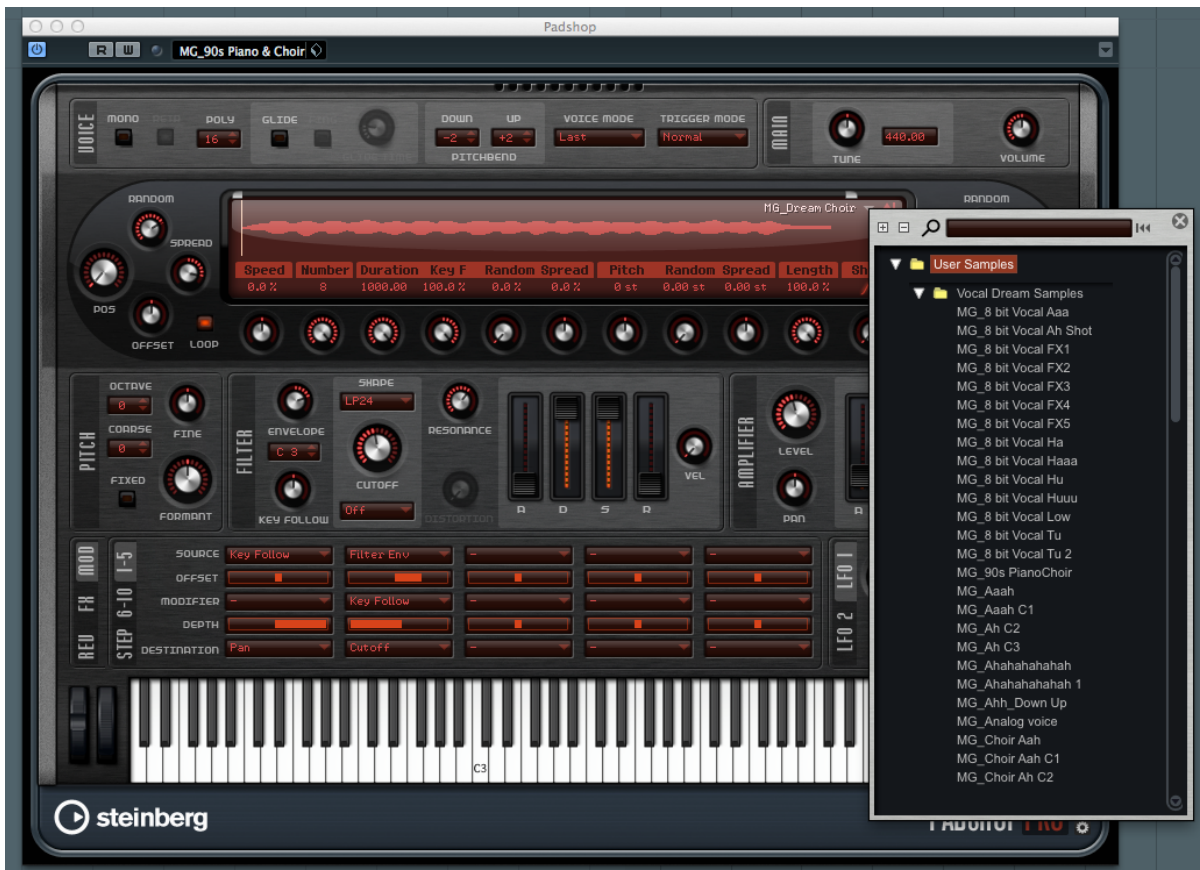 Padshop
R W MG_90s Piano & Choir
VOICE
MONO POLY GLIDE DOWN UP VOICE MODE TRIGGER MODE
16 -2 +2 Last Normal
PITCHBEND
MAIN
440.00
TUNE VOLUME
RANDOM
SPREAD
POS
OFFSET LOOP
MG_Dream Choir
Speed Number Duration Key F Random Spread Pitch Random Spread Length Sh
0.0 % 8 1000.00 100.0 % 0.0 % 0.0 % 0 st 0.00 st 0.00 st 100.0 %
RANDOM
PITCH
OCTAVE
0
COARSE
0
FINE
FIXED
FORMANT
FILTER
SHAPE
LP24
ENVELOPE
C 3
RESONANCE
CUTOFF
KEY FOLLOW
Off
DISTORTION
A D S R
VEL
AMPLIFIER
LEVEL
PAN
A
MOD FX REV
1-5 6-10 STEP
SOURCE Key Follow Filter Env - - -
OFFSET
MODIFIER - Key Follow - - -
DEPTH
DESTINATION Pan Cutoff - - -
LFO 1
LFO 2
C3
steinberg
PADSHOP PRO
User Samples
Vocal Dream Samples
MG_8 bit Vocal Aaa
MG_8 bit Vocal Ah Shot
MG_8 bit Vocal FX1
MG_8 bit Vocal FX2
MG_8 bit Vocal FX3
MG_8 bit Vocal FX4
MG_8 bit Vocal FX5
MG_8 bit Vocal Ha
MG_8 bit Vocal Haaa
MG_8 bit Vocal Hu
MG_8 bit Vocal Huuu
MG_8 bit Vocal Low
MG_8 bit Vocal Tu
MG_8 bit Vocal Tu 2
MG_90s PianoChoir
MG_Aaah
MG_Aaah C1
MG_Ah C2
MG_Ah C3
MG_Ahahahahahah
MG_Ahahahahahah 1
MG_Ahh_Down Up
MG_Analog voice
MG_Choir Aah
MG_Choir Aah C1
MG_Choir Ah C2